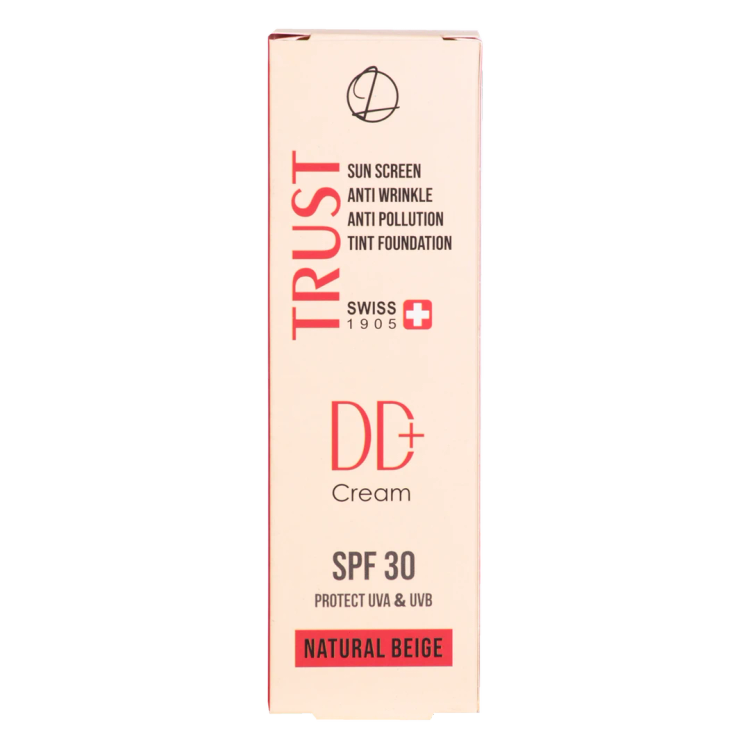 TRUST
SUN SCREEN
ANTI WRINKLE
ANTI POLLUTION
TINT FOUNDATION
SWISS
1905
DD+
Cream
SPF 30
PROTECT UVA & UVB
NATURAL BEIGE